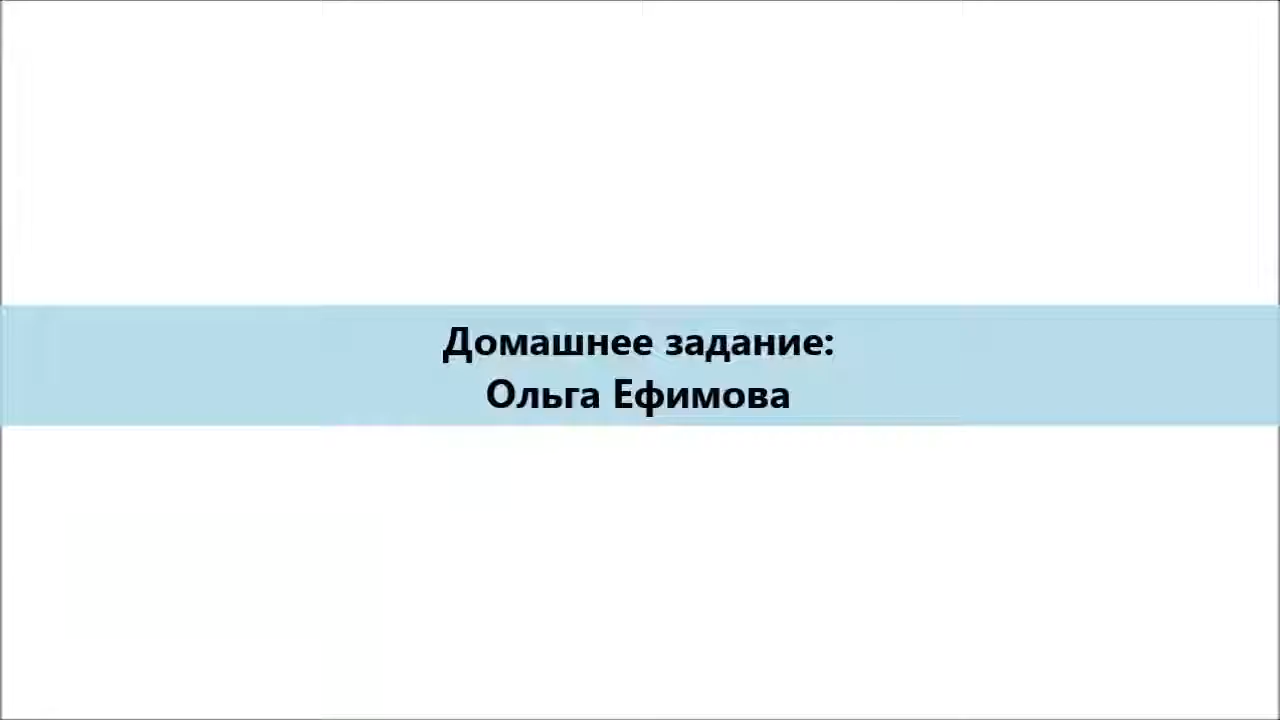 Домашнее задание:
Ольга Ефимова